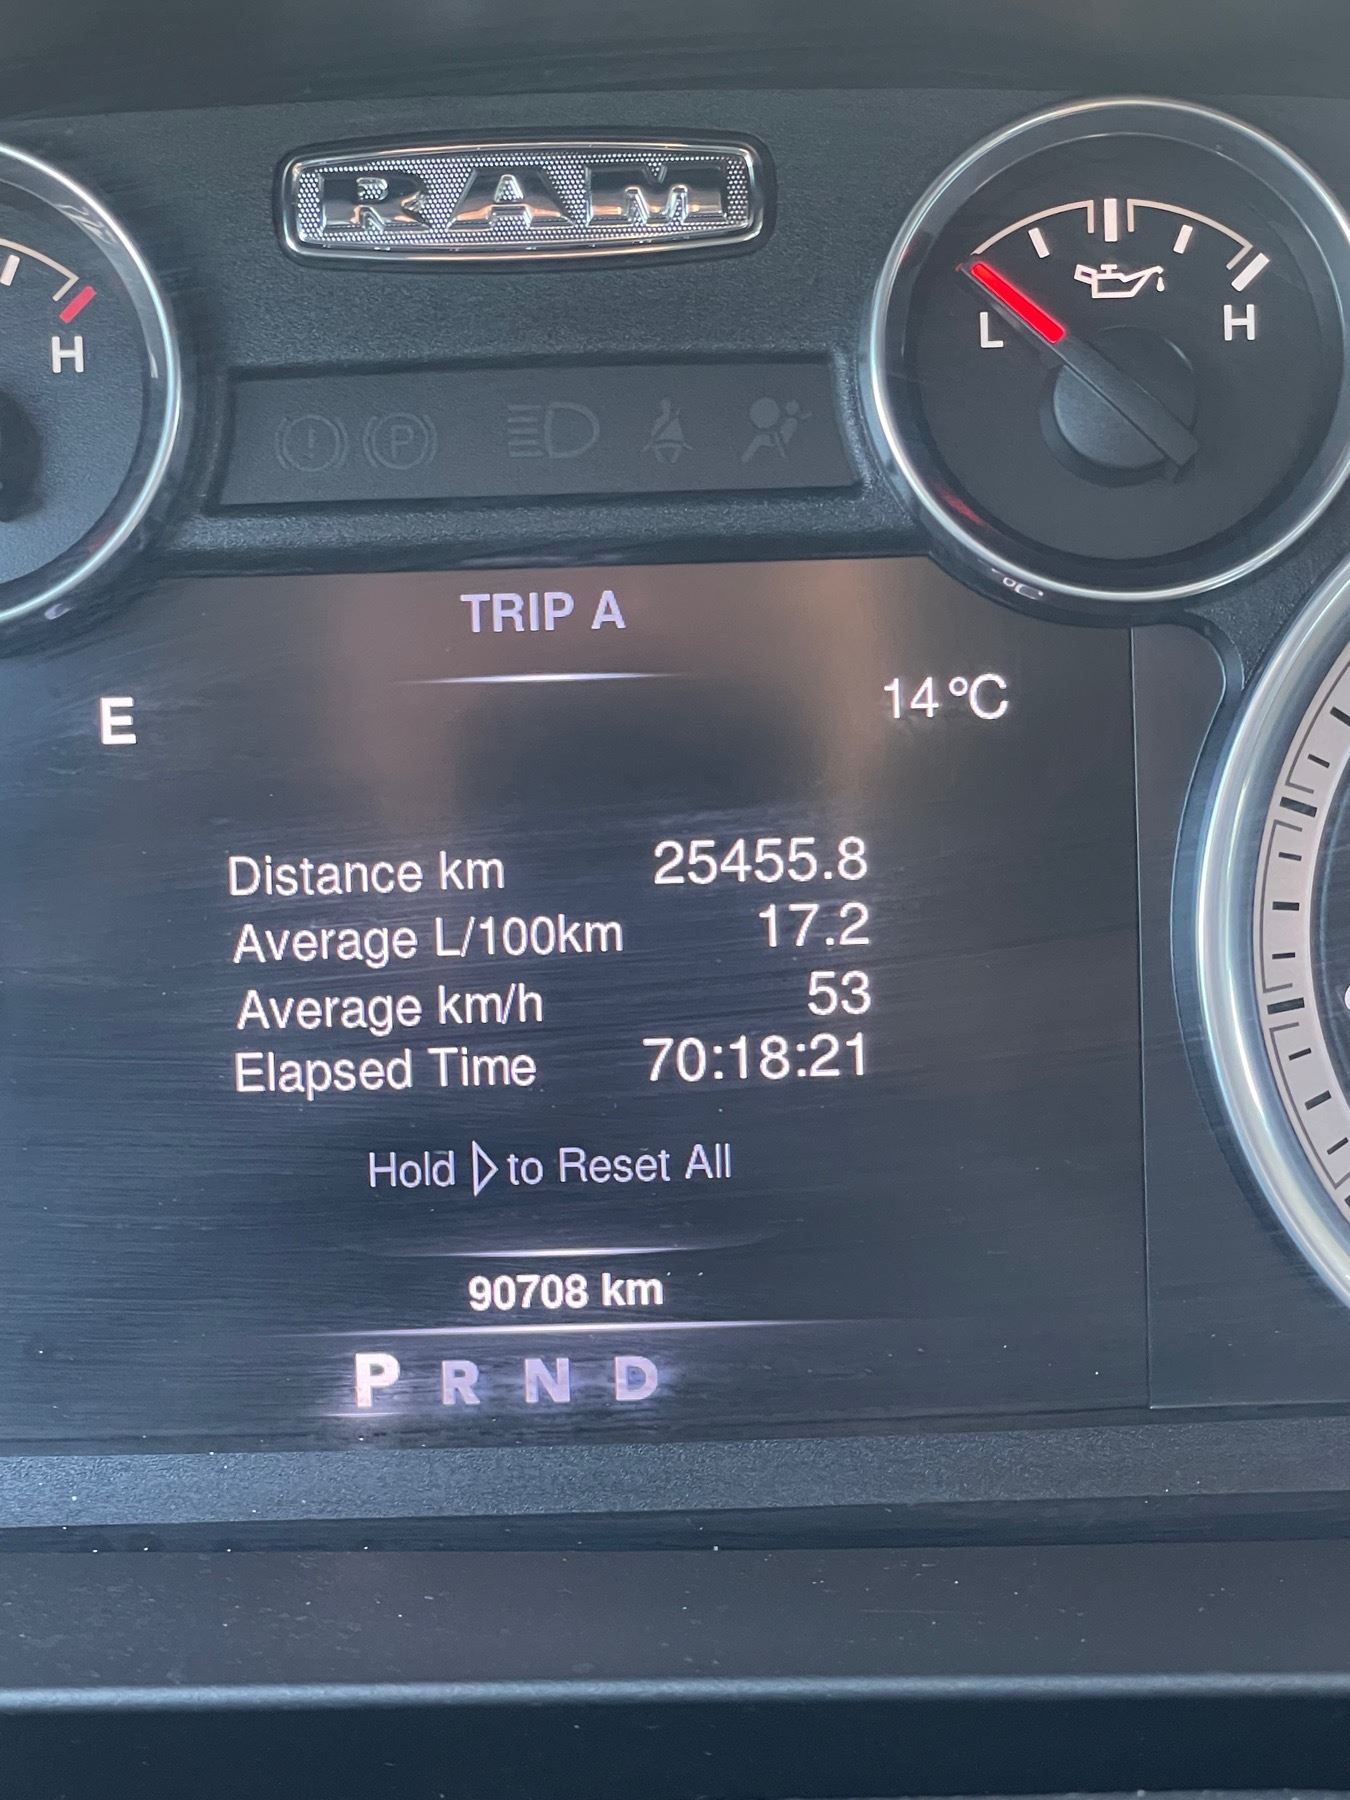 RAM
H
L
H
P
°C
TRIP A
E
14°C
Distance km 25455.8
Average L/100km 17.2
Average km/h 53
Elapsed Time 70:18:21
Hold ▷ to Reset All
90708 km
P R N D